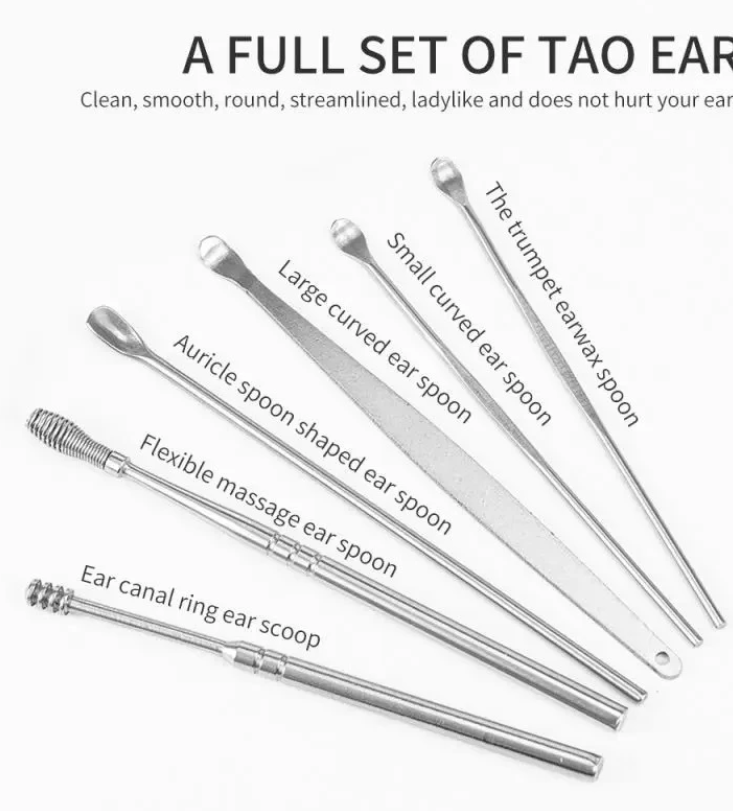 A FULL SET OF TAO EAR
Clean, smooth, round, streamlined, ladylike and does not hurt your ear
The trumpet earwax spoon
Small curved ear spoon
Large curved ear spoon
Auricle spoon shaped ear spoon
Flexible massage ear spoon
Ear canal ring ear scoop